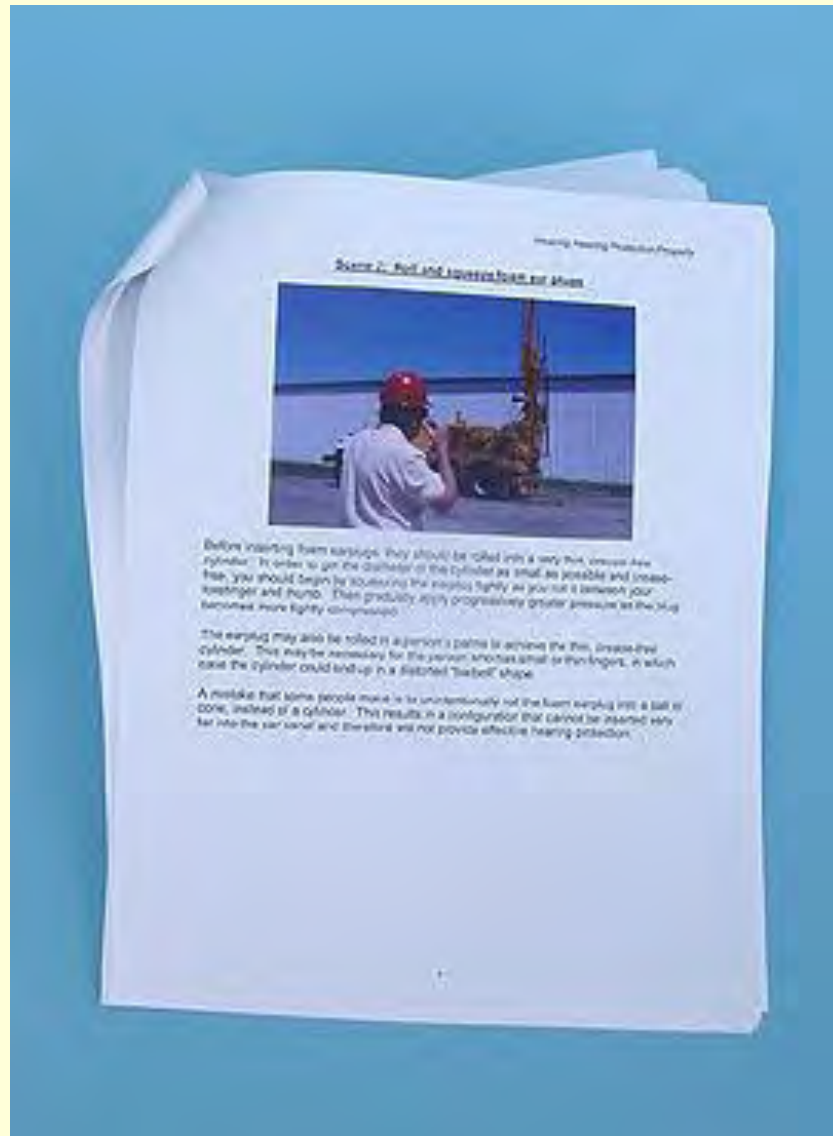 Wearing Hearing Protection Properly
Scene 2: Roll and squeeze foam ear plugs
Before inserting foam earplugs, they should be rolled into a very thin, crease-free
cylinder. In order to get the diameter of the cylinder as small as possible and crease-
free, you should begin by squeezing the earplug lightly as you roll it between your
forefinger and thumb. Then gradually apply progressively greater pressure as the plug
becomes more tightly compressed.
The earplug may also be rolled in a person's palms to achieve the thin, crease-free
cylinder. This may be necessary for the person who has small or thin fingers, in which
case the cylinder could end up in a distorted "barbell" shape.
A mistake that some people make is to unintentionally roll the foam earplug into a ball or
cone, instead of a cylinder. This results in a configuration that cannot be inserted very
far into the ear canal and therefore will not provide effective hearing protection.